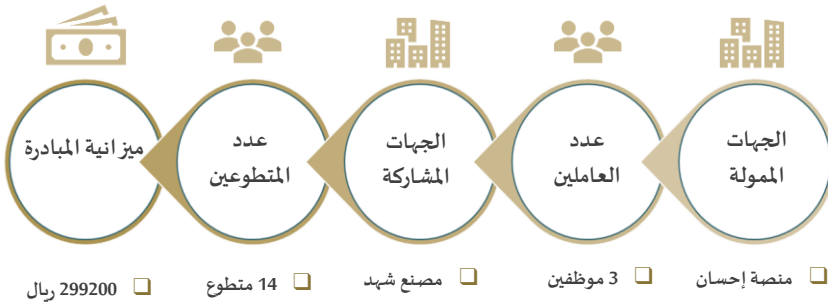 الجهات
الممولة
عدد
العاملين
الجهات
المشاركة
عدد
المتطوعين
ميزانية المبادرة
منصة إحسان
3 موظفين
مصنع شهد
14 متطوع
299200 ريال